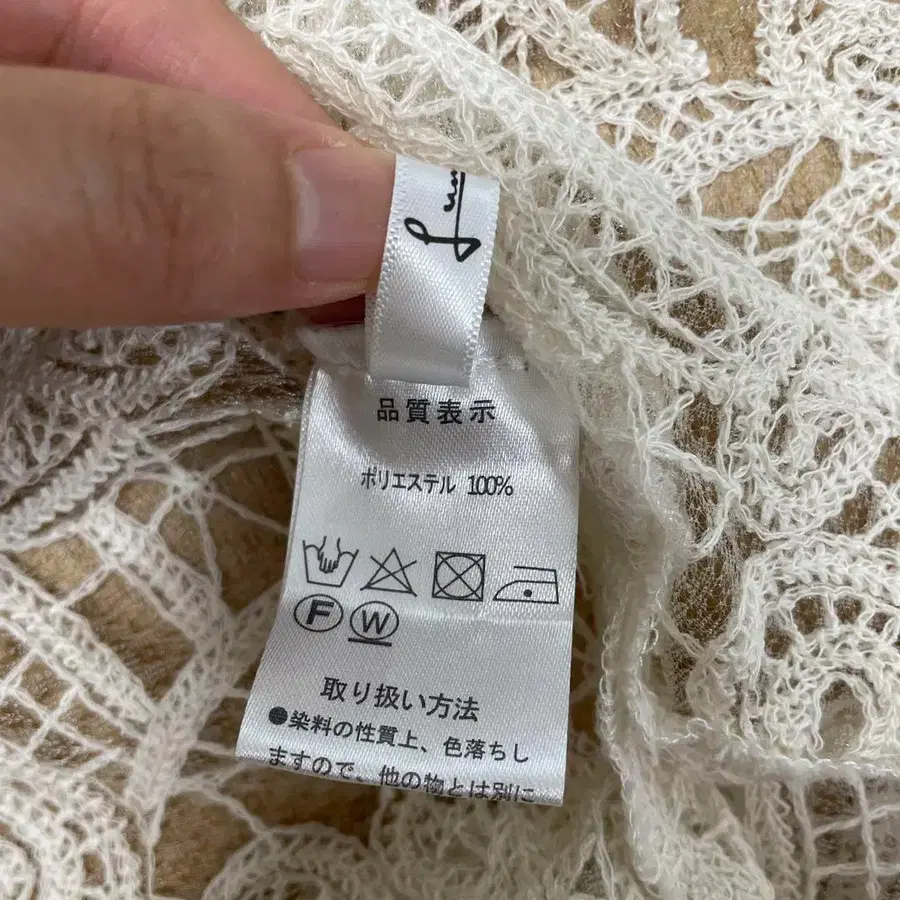 品質表示
ポリエステル 100%
F W
取り扱い方法
●染料の性質上、色落ちし
ますので、他の物とは別に